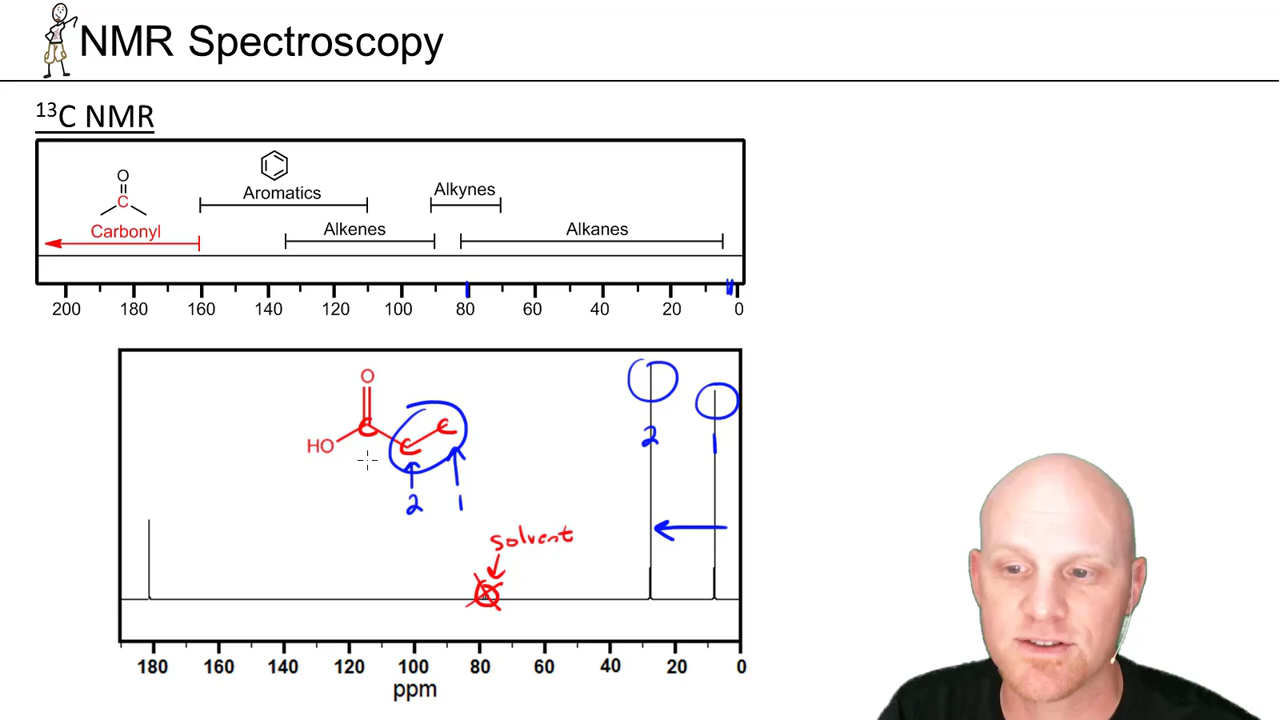 NMR Spectroscopy
¹³C NMR
O
Carbonyl
Aromatics
Alkenes
Alkynes
Alkanes
200 180 160 140 120 100 80 60 40 20 0
O
HO
C
C
C
2 1
2 1
solvent
180 160 140 120 100 80 60 40 20 0
ppm